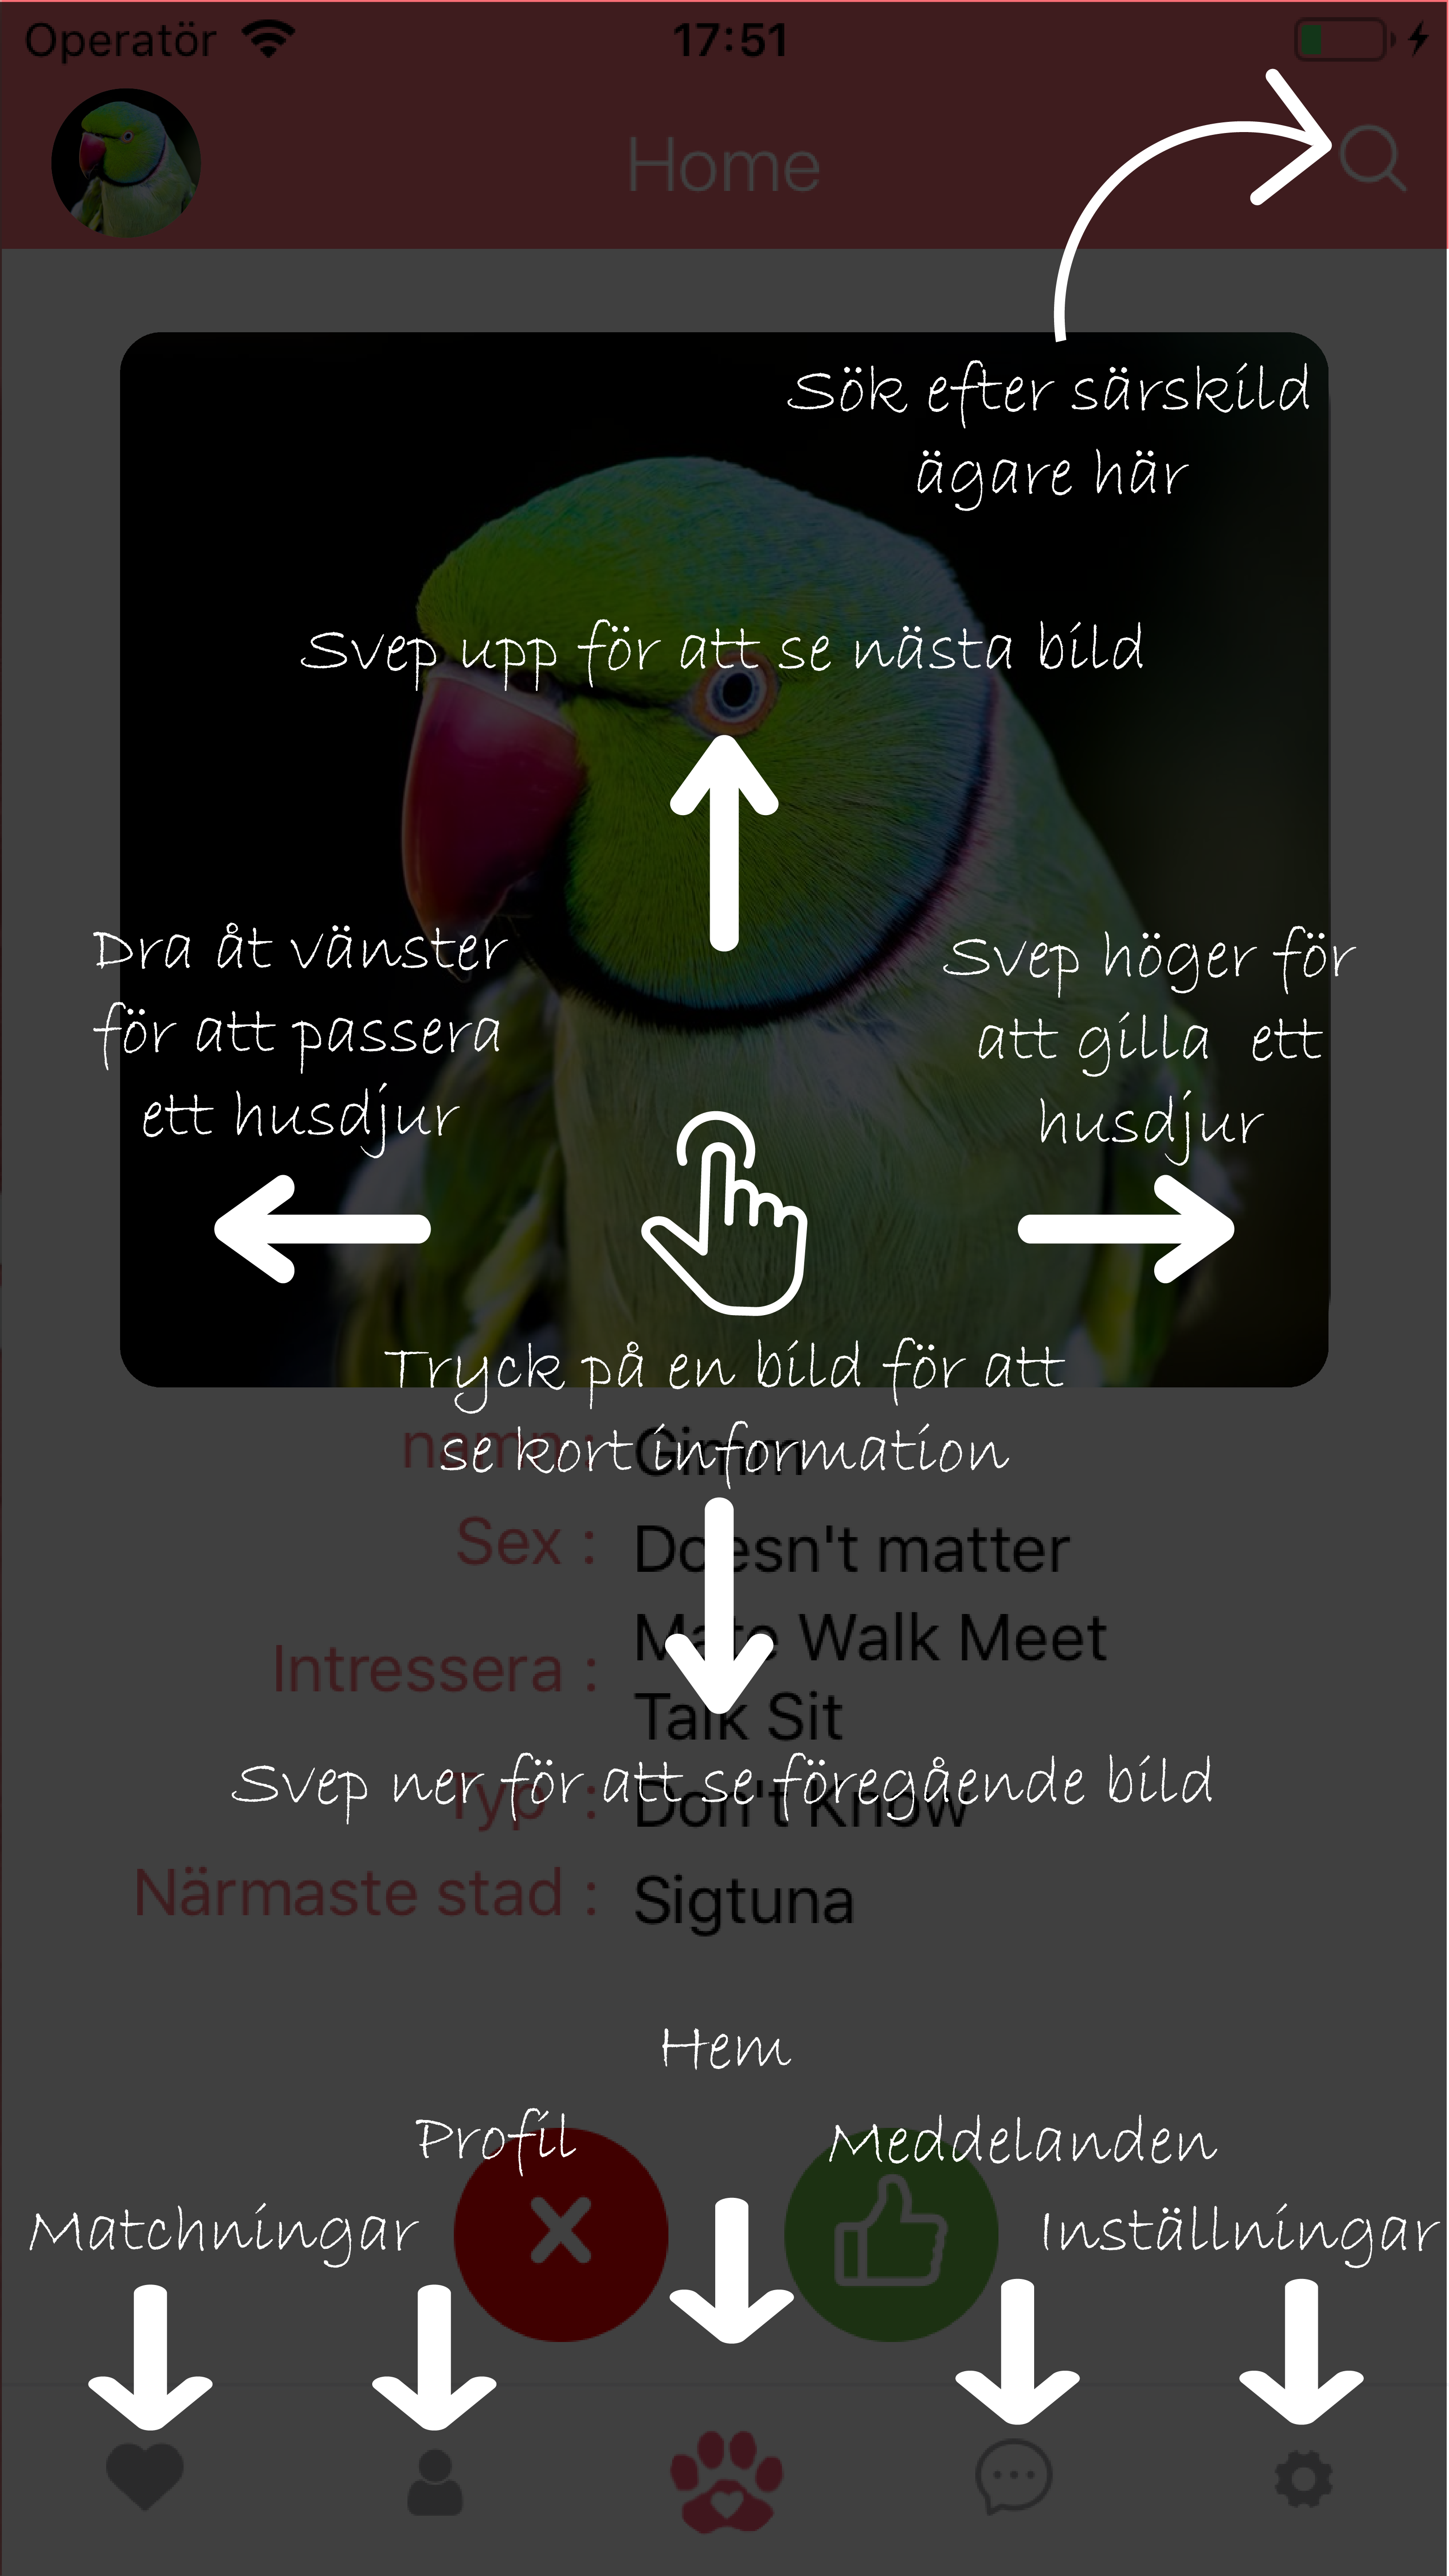 Operatör 17:51
Home
Sök efter särskild
ägare här
Svep upp för att se nästa bild
Dra åt vänster
för att passera
ett husdjur
Svep höger för
att gilla ett
husdjur
Tryck på en bild för att
se kort information
namn : Gimm
Sex : Doesn't matter
Intressera : Mate Walk Meet
Talk Sit
Svep ner för att se föregående bild
Typ : Don't Know
Närmaste stad : Sigtuna
Hem
Profil
Meddelanden
Matchningar
Inställningar